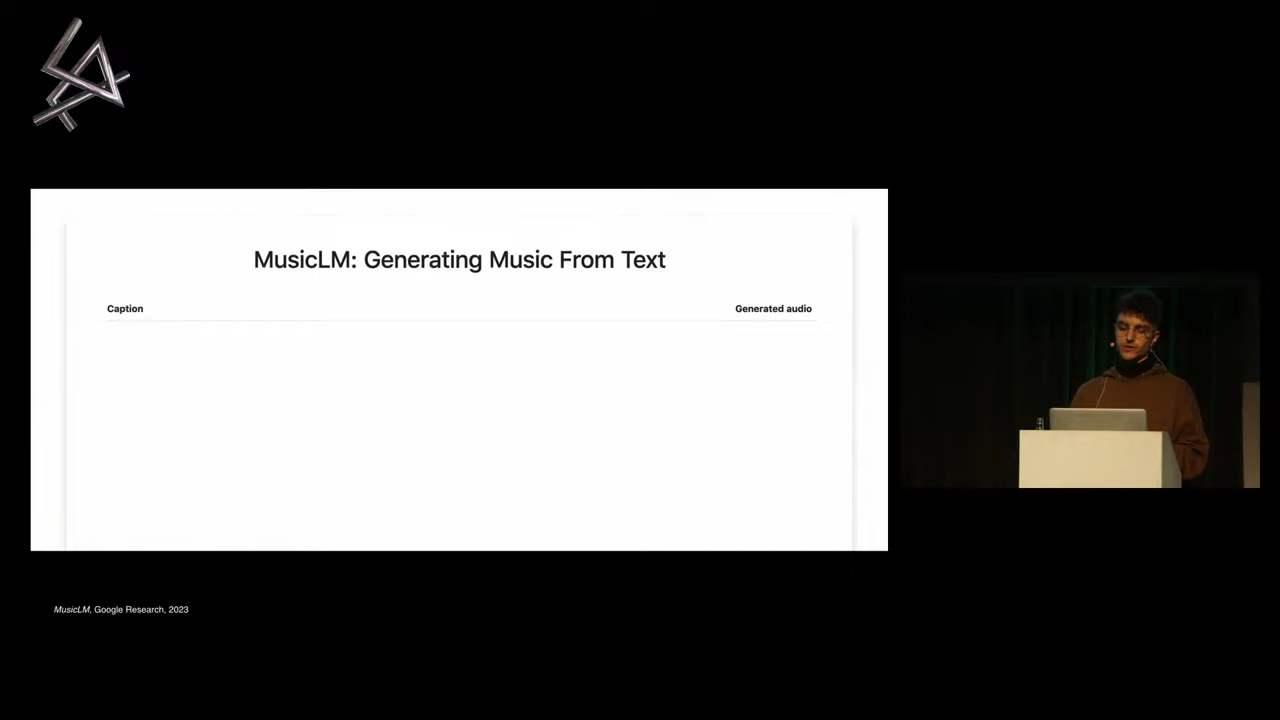 MusicLM: Generating Music From Text
Caption
Generated audio
MusicLM, Google Research, 2023